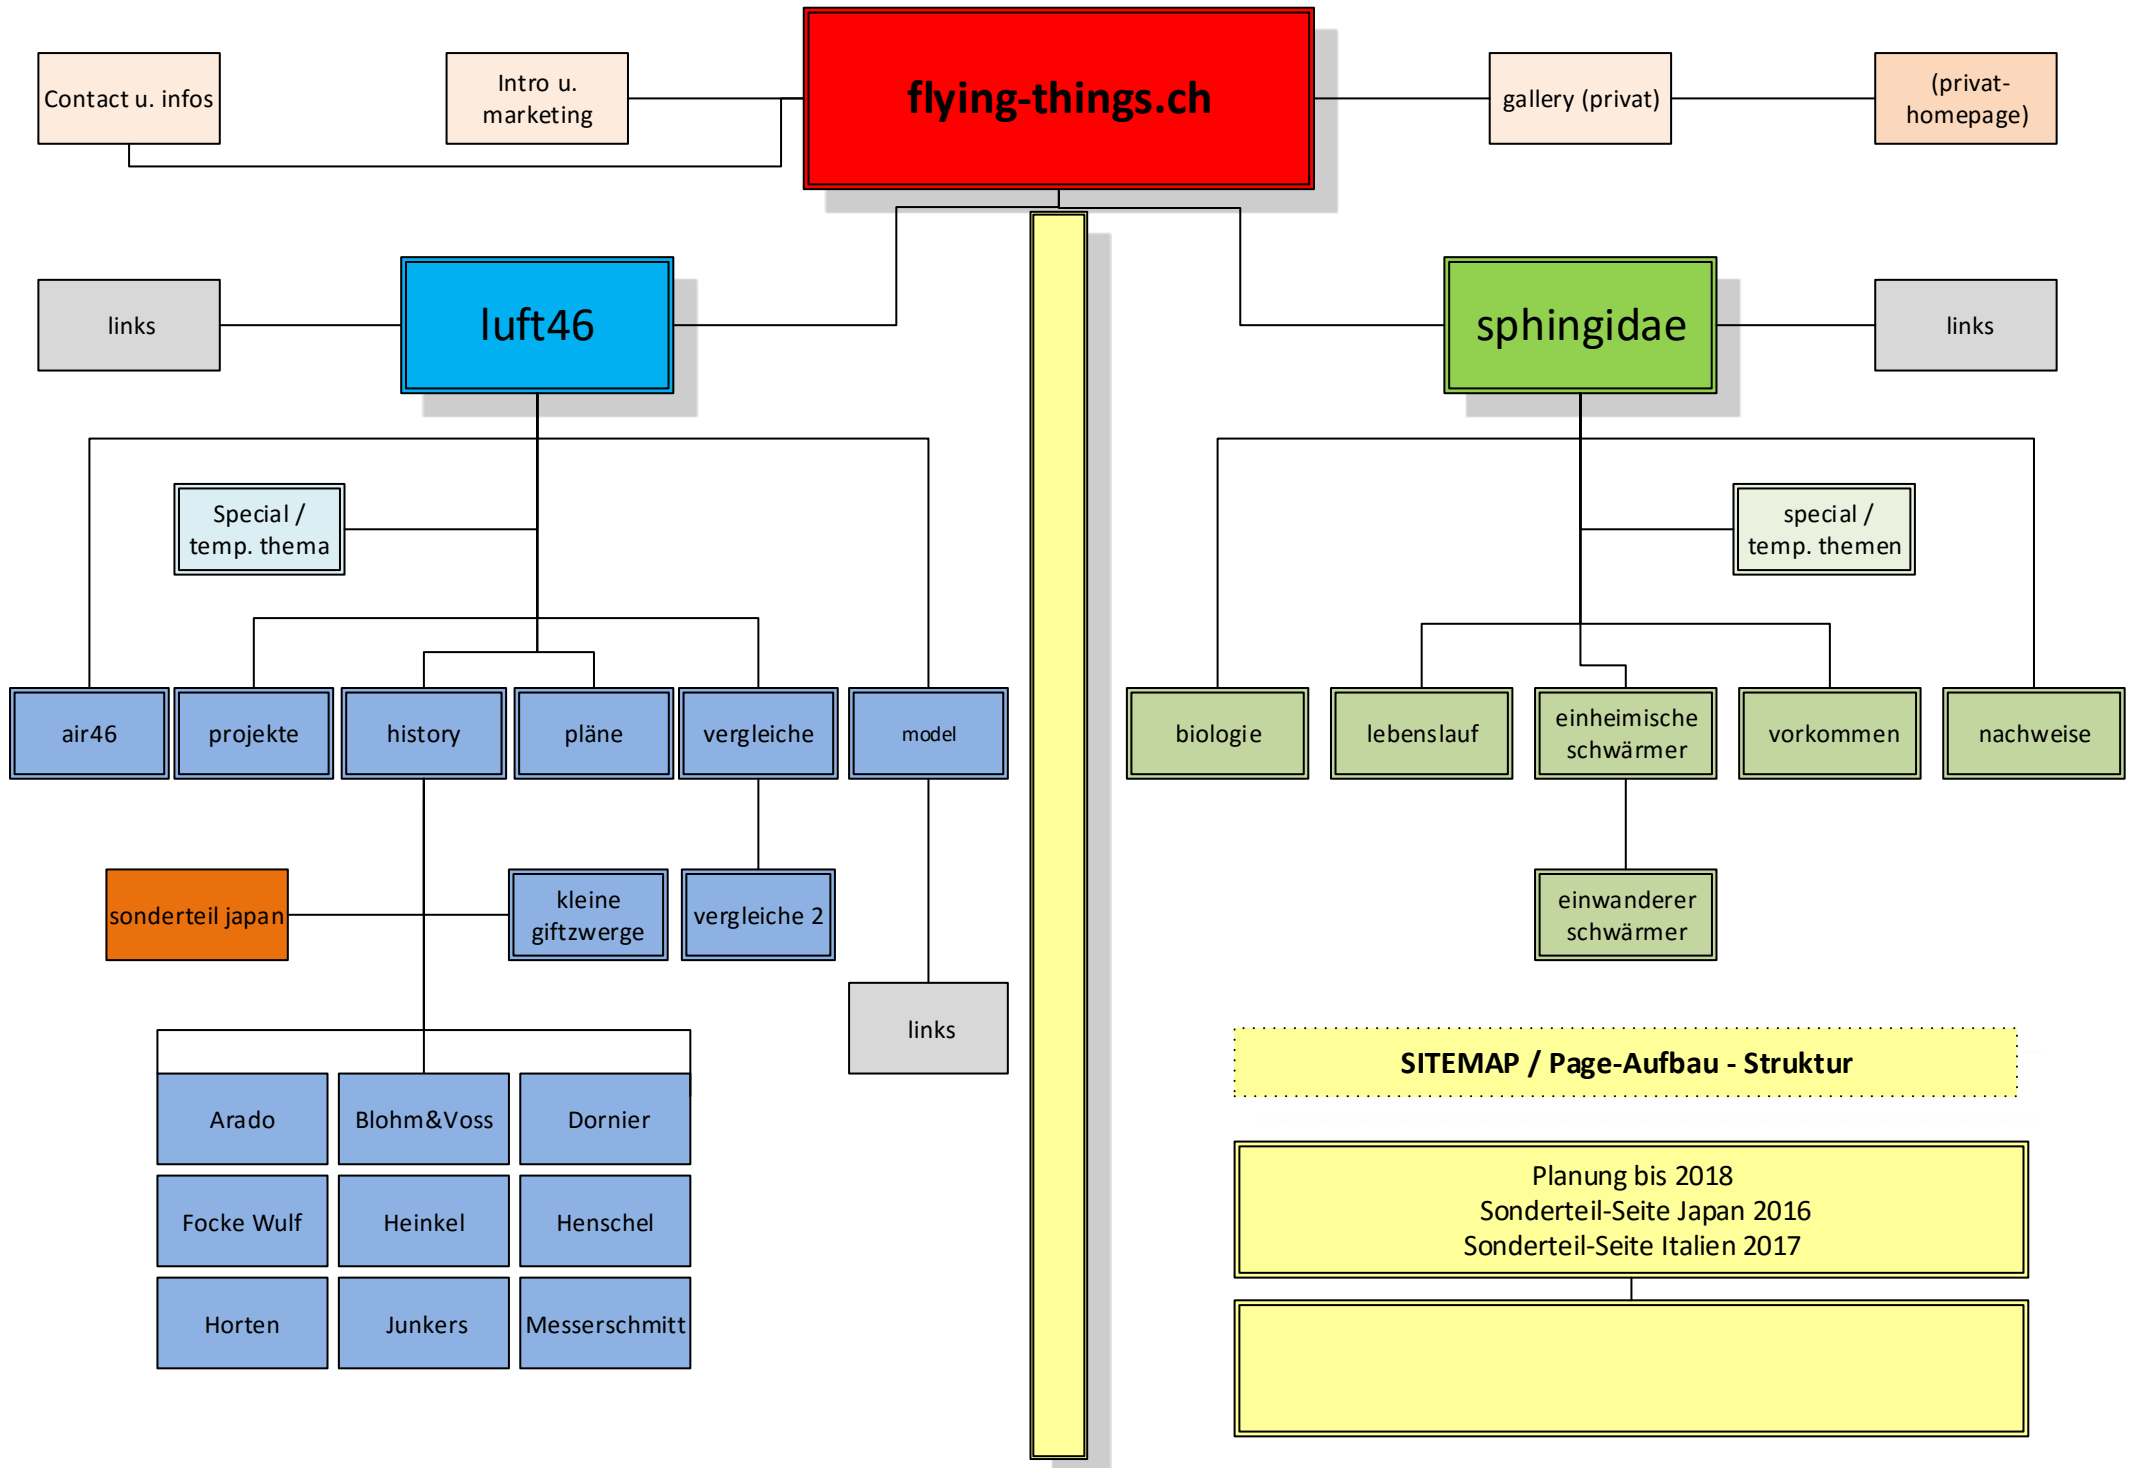 flying-things.ch
Contact u. infos
Intro u.
marketing
gallery (privat)
(privat-
homepage)
links
luft46
sphingidae
links
Special /
temp. thema
special /
temp. themen
air46
projekte
history
pläne
vergleiche
model
biologie
lebenslauf
einheimische
schwärmer
vorkommen
nachweise
sonderteil japan
kleine
giftzwerge
vergleiche 2
einwanderer
schwärmer
links
SITEMAP / Page-Aufbau - Struktur
Arado
Blohm&Voss
Dornier
Focke Wulf
Heinkel
Henschel
Horten
Junkers
Messerschmitt
Planung bis 2018
Sonderteil-Seite Japan 2016
Sonderteil-Seite Italien 2017